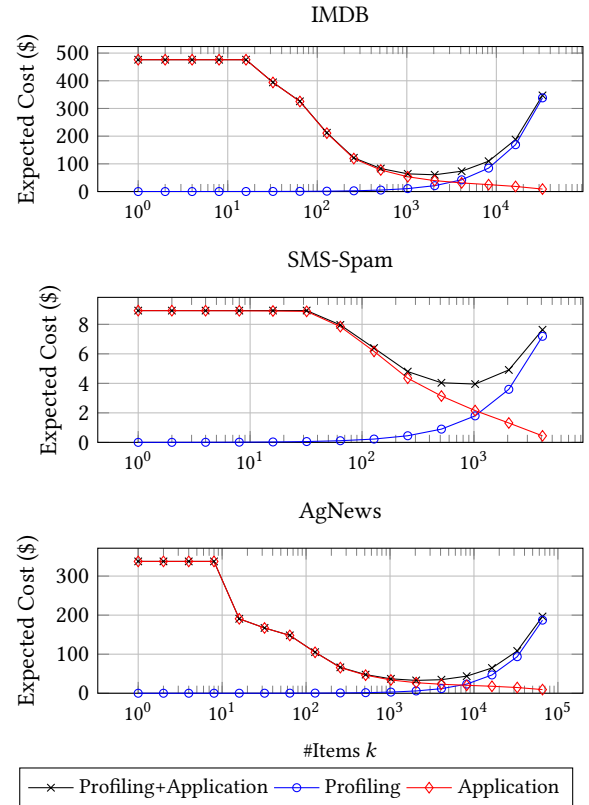 IMDB
Expected Cost ($)
500
400
300
200
100
0
10^0 10^1 10^2 10^3 10^4
SMS-Spam
Expected Cost ($)
8
6
4
2
0
10^0 10^1 10^2 10^3
AgNews
Expected Cost ($)
300
200
100
0
10^0 10^1 10^2 10^3 10^4 10^5
#Items k
Profiling+Application Profiling Application